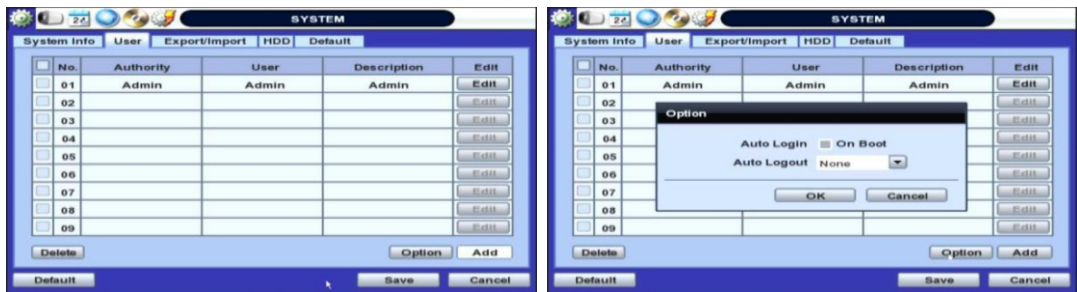 24
SYSTEM
System Info User Export/Import HDD Default
No. Authority User Description Edit
01 Admin Admin Admin Edit
02 Edit
03 Edit
04 Edit
05 Edit
06 Edit
07 Edit
08 Edit
09 Edit
Delete Option Add
Default Save Cancel
24
SYSTEM
System Info User Export/Import HDD Default
No. Authority User Description Edit
01 Admin Admin Admin Edit
02 Edit
03 Edit
04 Edit
05 Edit
06 Edit
07 Edit
08 Edit
09 Edit
Option
Auto Login On Boot
Auto Logout None
OK Cancel
Delete Option Add
Default Save Cancel